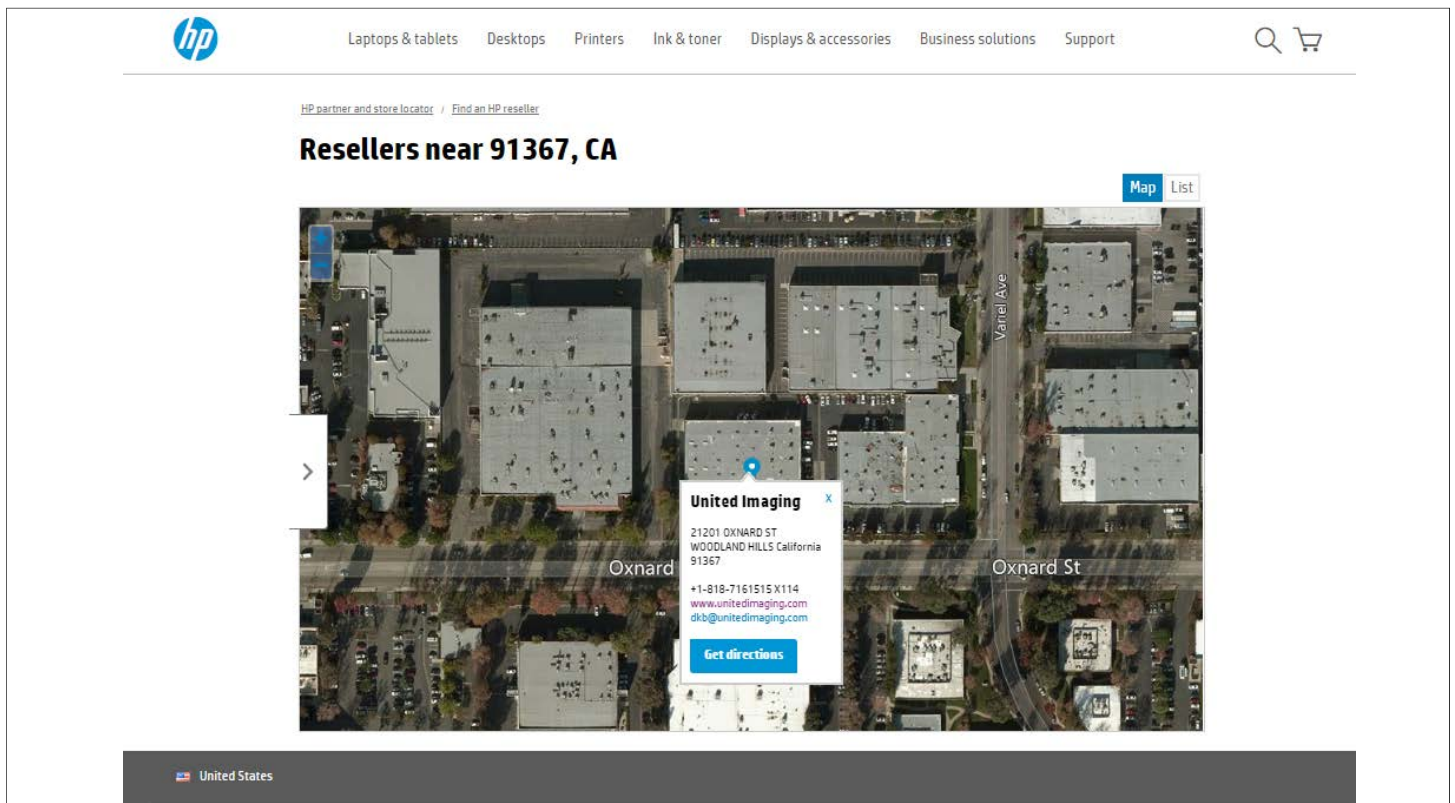 hp
Laptops & tablets Desktops Printers Ink & toner Displays & accessories Business solutions Support
HP partner and store locator / Find an HP reseller
Resellers near 91367, CA
Map List
Variel Ave
United Imaging X
21201 OXNARD ST
WOODLAND HILLS California
91367
Oxnard
Oxnard St
+1-818-7161515 X114
www.unitedimaging.com
dkb@unitedimaging.com
Get directions
United States